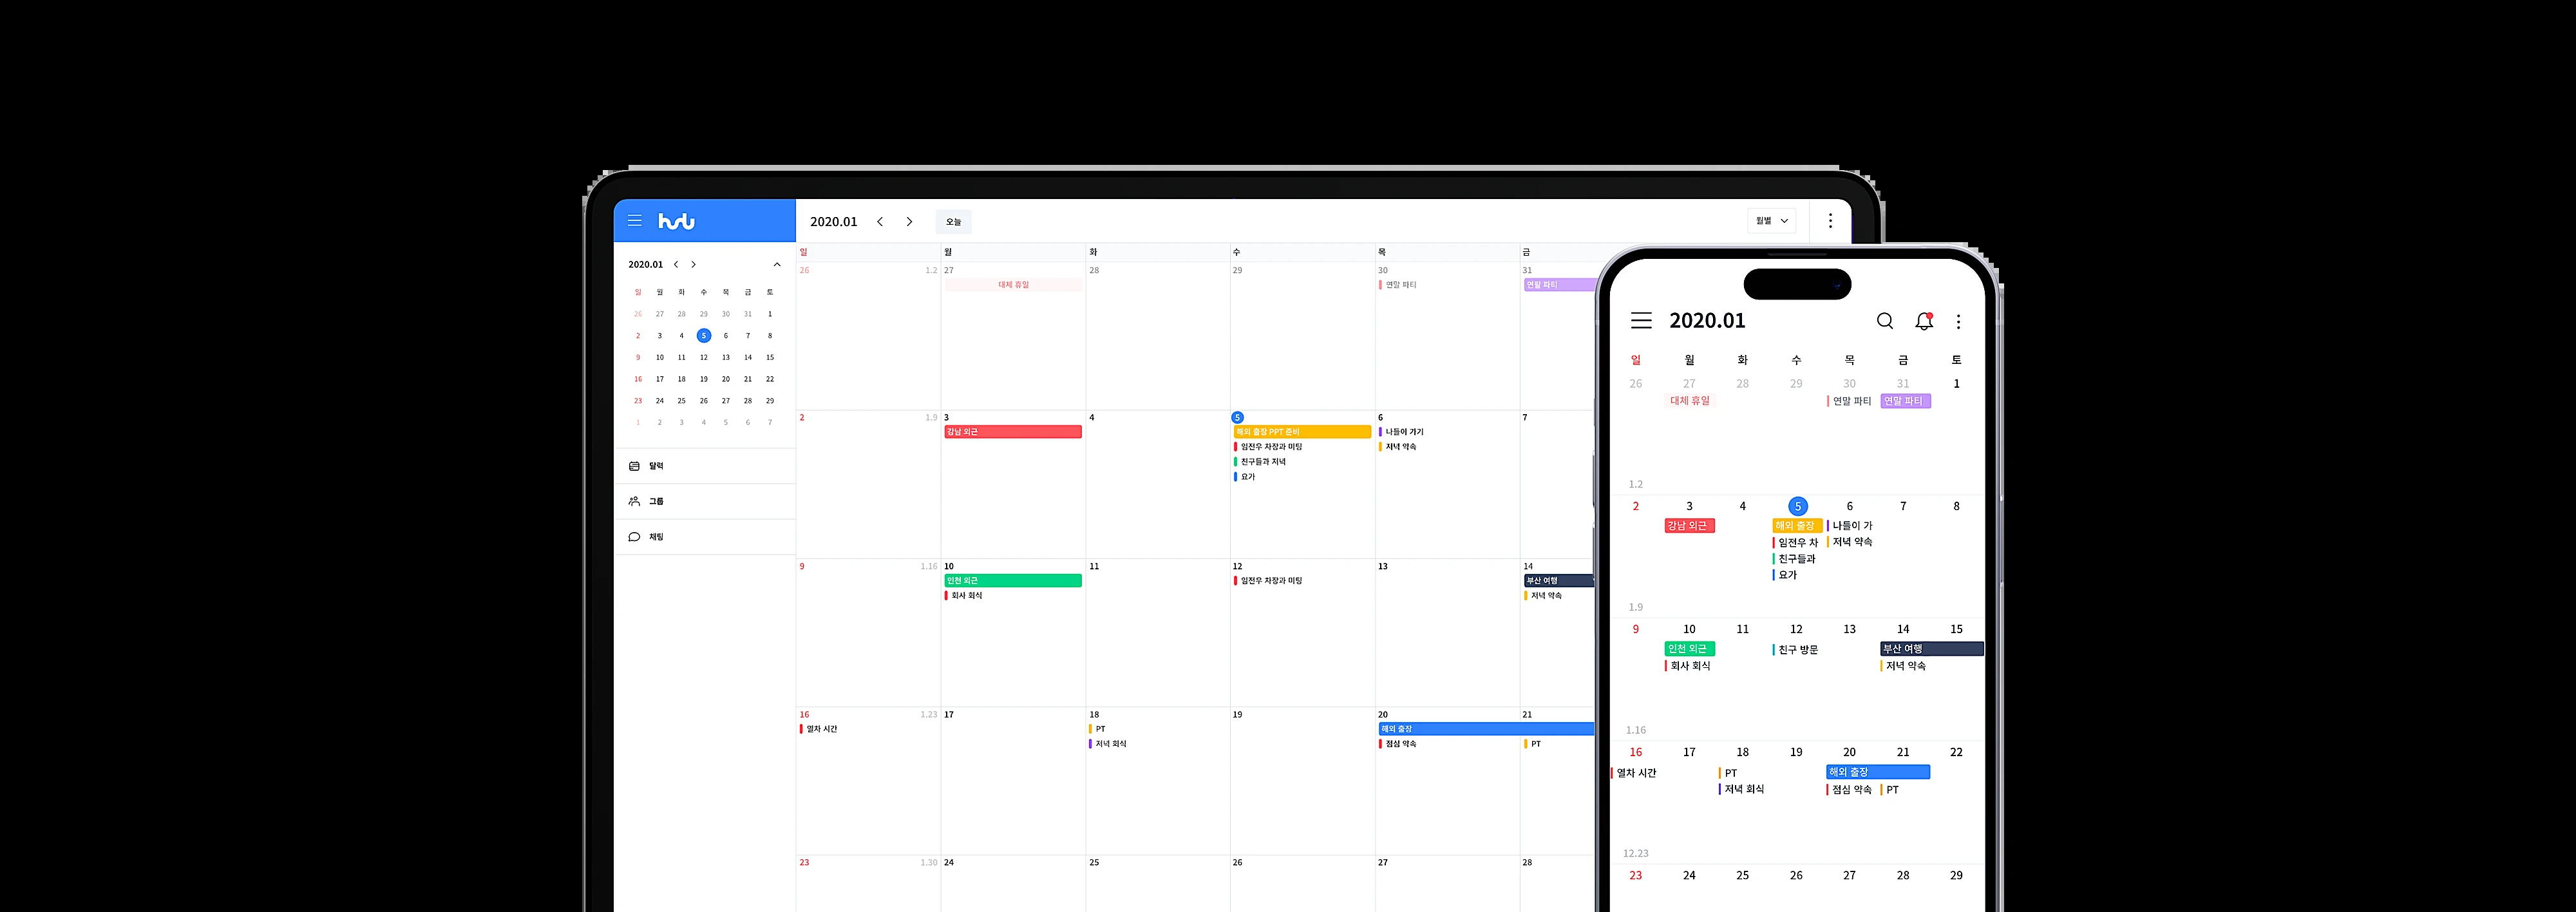 hudu
2020.01
오늘
월별
2020.01
일 월 화 수 목 금 토
26 27 28 29 30 31 1
2 3 4 5 6 7 8
9 10 11 12 13 14 15
16 17 18 19 20 21 22
23 24 25 26 27 28 29
1 2 3 4 5 6 7
달력
그룹
채팅
일 월 화 수 목 금
26 1.2 27 28 29 30 31
대체 휴일 연말 파티 연말 파티
2 1.9 3 4 5 6 7
강남 외근 해외 출장 PPT 준비 나들이 가기
임전우 차장과 미팅 저녁 약속
친구들과 저녁
요가
9 1.16 10 11 12 13 14
인천 외근 임전우 차장과 미팅 부산 여행
회사 회식 저녁 약속
16 1.23 17 18 19 20 21
열차 시간 PT 해외 출장
저녁 회식 점심 약속 PT
23 1.30 24 25 26 27 28
2020.01
일 월 화 수 목 금 토
26 27 28 29 30 31 1
대체 휴일 연말 파티 연말 파티
1.2
2 3 4 5 6 7 8
강남 외근 해외 출장 나들이 가
임전우 차 저녁 약속
친구들과
요가
1.9
9 10 11 12 13 14 15
인천 외근 친구 방문 부산 여행
회사 회식 저녁 약속
1.16
16 17 18 19 20 21 22
열차 시간 PT 해외 출장
저녁 회식 점심 약속 PT
12.23
23 24 25 26 27 28 29